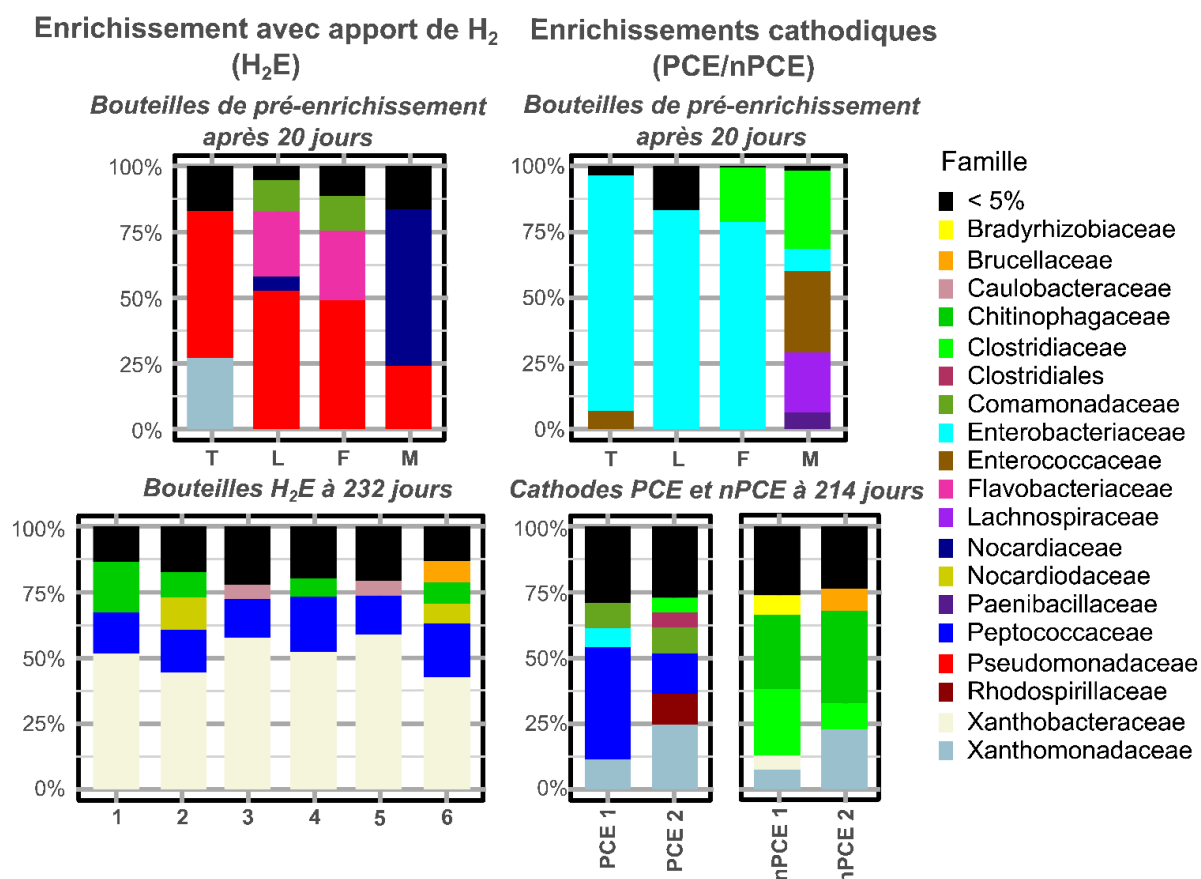 Enrichissement avec apport de H₂
(H₂E)
Enrichissements cathodiques
(PCE/nPCE)
Bouteilles de pré-enrichissement
après 20 jours
Bouteilles de pré-enrichissement
après 20 jours
100%
75%
50%
25%
0%
T L F M
100%
75%
50%
25%
0%
T L F M
Bouteilles H₂E à 232 jours
100%
75%
50%
25%
0%
1 2 3 4 5 6
Cathodes PCE et nPCE à 214 jours
100%
75%
50%
25%
0%
PCE 1
PCE 2
nPCE 1
nPCE 2
Famille
< 5%
Bradyrhizobiaceae
Brucellaceae
Caulobacteraceae
Chitinophagaceae
Clostridiaceae
Clostridiales
Comamonadaceae
Enterobacteriaceae
Enterococcaceae
Flavobacteriaceae
Lachnospiraceae
Nocardiaceae
Nocardiodaceae
Paenibacillaceae
Peptococcaceae
Pseudomonadaceae
Rhodospirillaceae
Xanthobacteraceae
Xanthomonadaceae